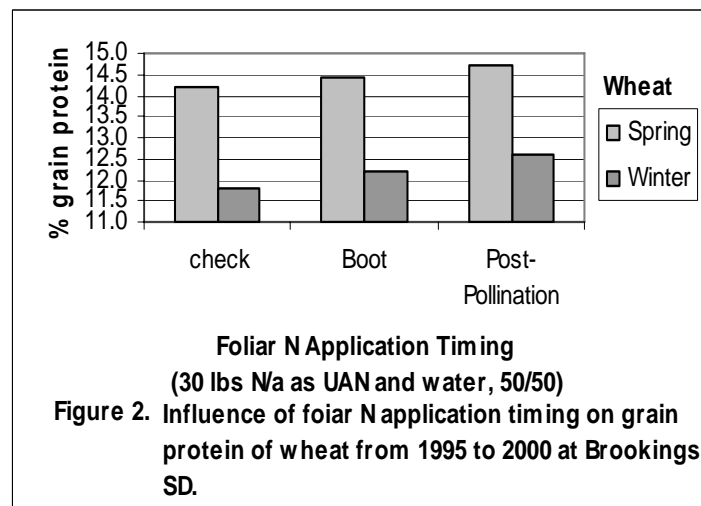 % grain protein
15.0
14.5
14.0
13.5
13.0
12.5
12.0
11.5
11.0
check
Boot
Post-
Pollination
Wheat
Spring
Winter
Foliar N Application Timing
(30 lbs N/a as UAN and water, 50/50)
Figure 2. Influence of foiar N application timing on grain
protein of wheat from 1995 to 2000 at Brookings
SD.